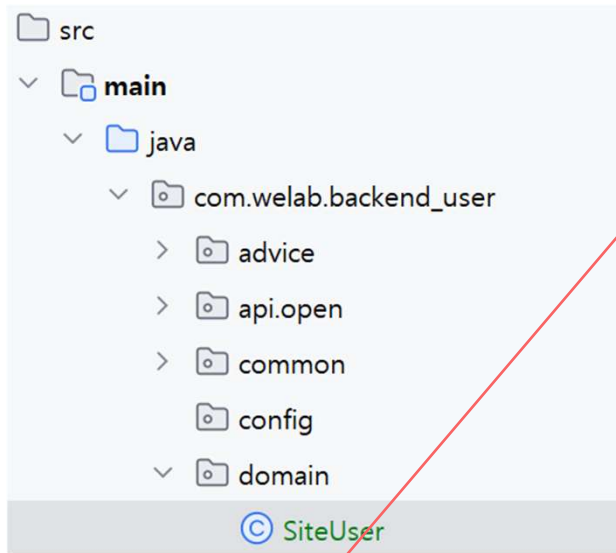 src
main
java
com.welab.backend_user
advice
api.open
common
config
domain
C SiteUser